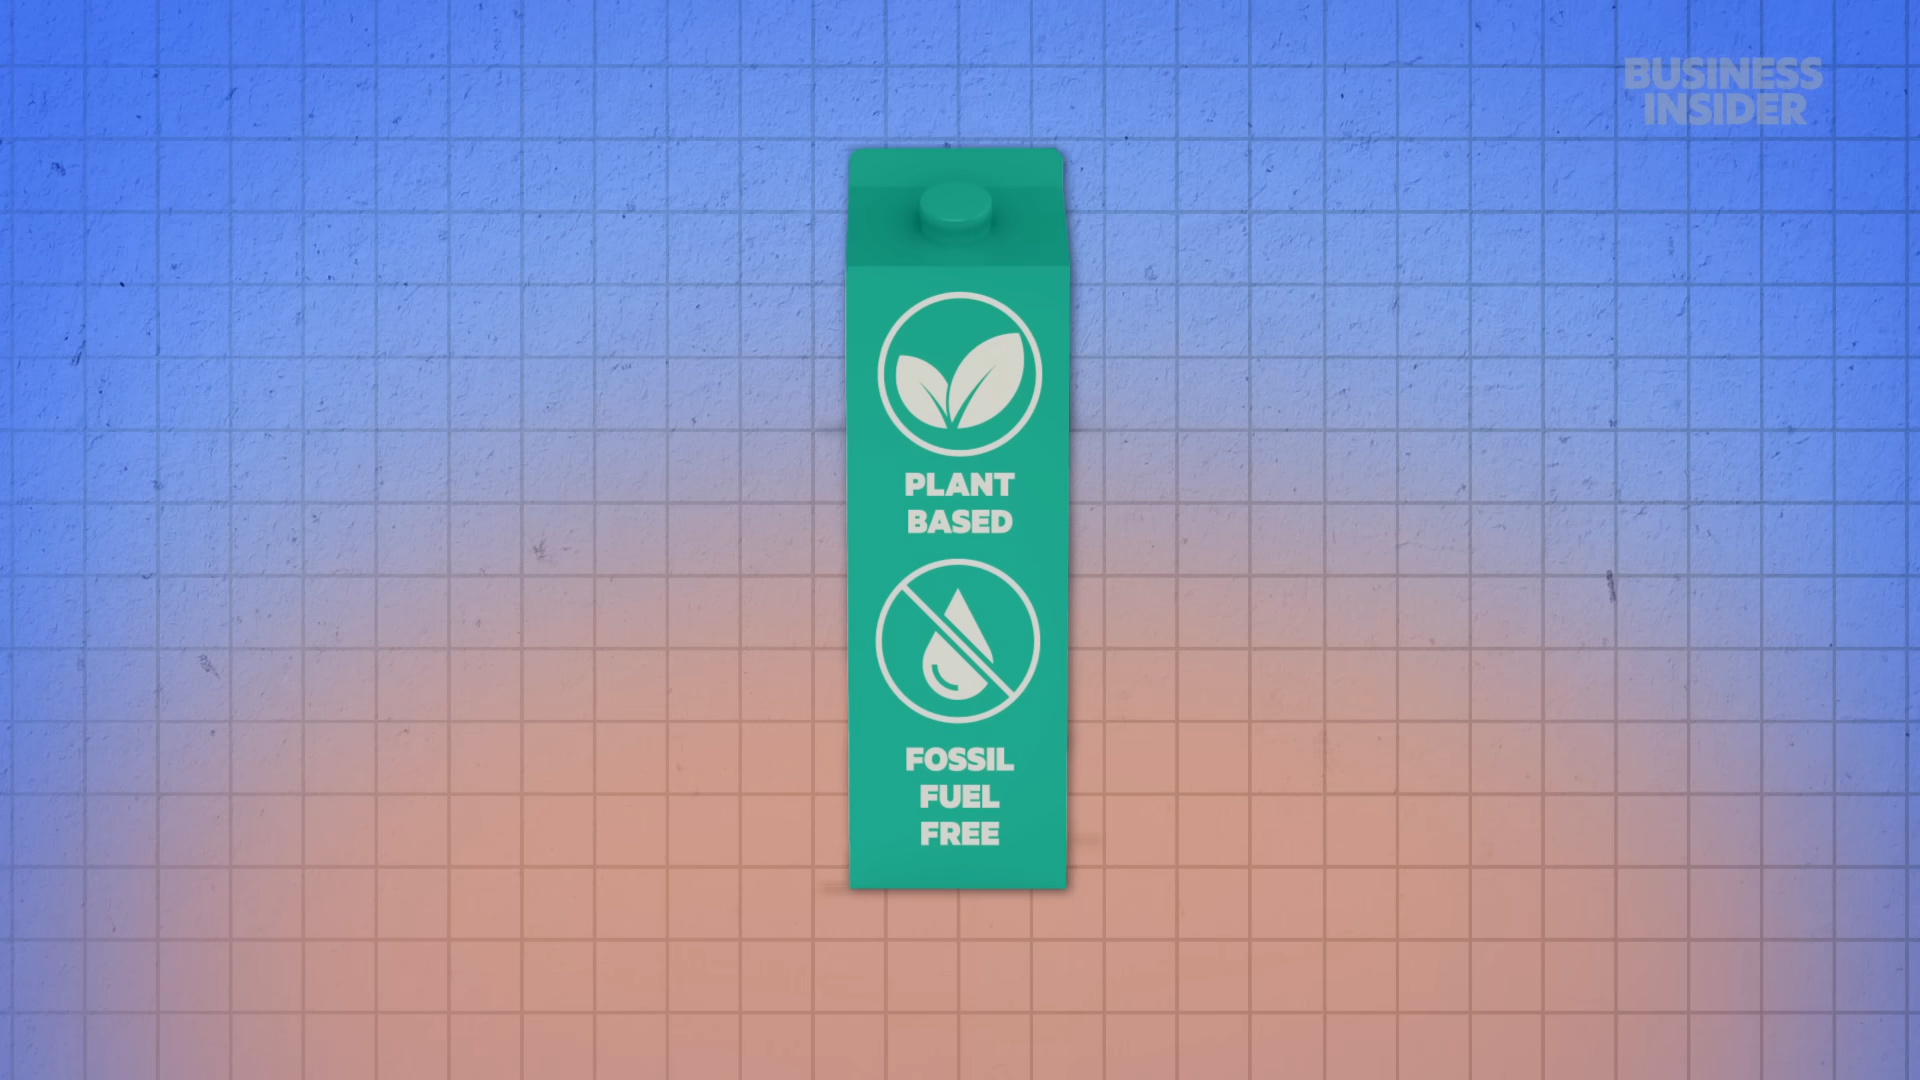 BUSINESS
INSIDER
PLANT
BASED
FOSSIL
FUEL
FREE